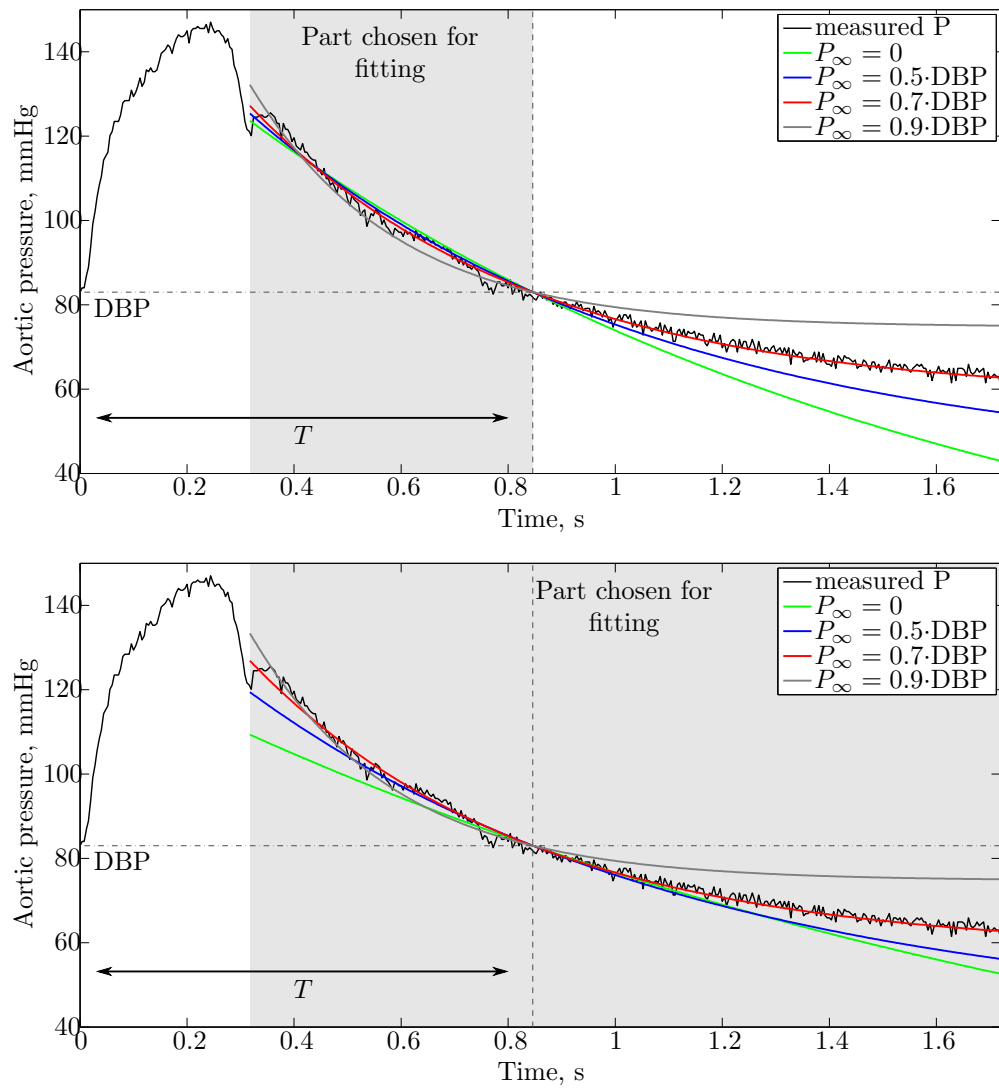 140
120
100
80
60
40
Aortic pressure, mmHg
Part chosen for
fitting
measured P
P∞ = 0
P∞ = 0.5·DBP
P∞ = 0.7·DBP
P∞ = 0.9·DBP
DBP
T
0
0.2
0.4
0.6
0.8
1
1.2
1.4
1.6
Time, s
140
120
100
80
60
40
Aortic pressure, mmHg
Part chosen for
fitting
measured P
P∞ = 0
P∞ = 0.5·DBP
P∞ = 0.7·DBP
P∞ = 0.9·DBP
DBP
T
0
0.2
0.4
0.6
0.8
1
1.2
1.4
1.6
Time, s